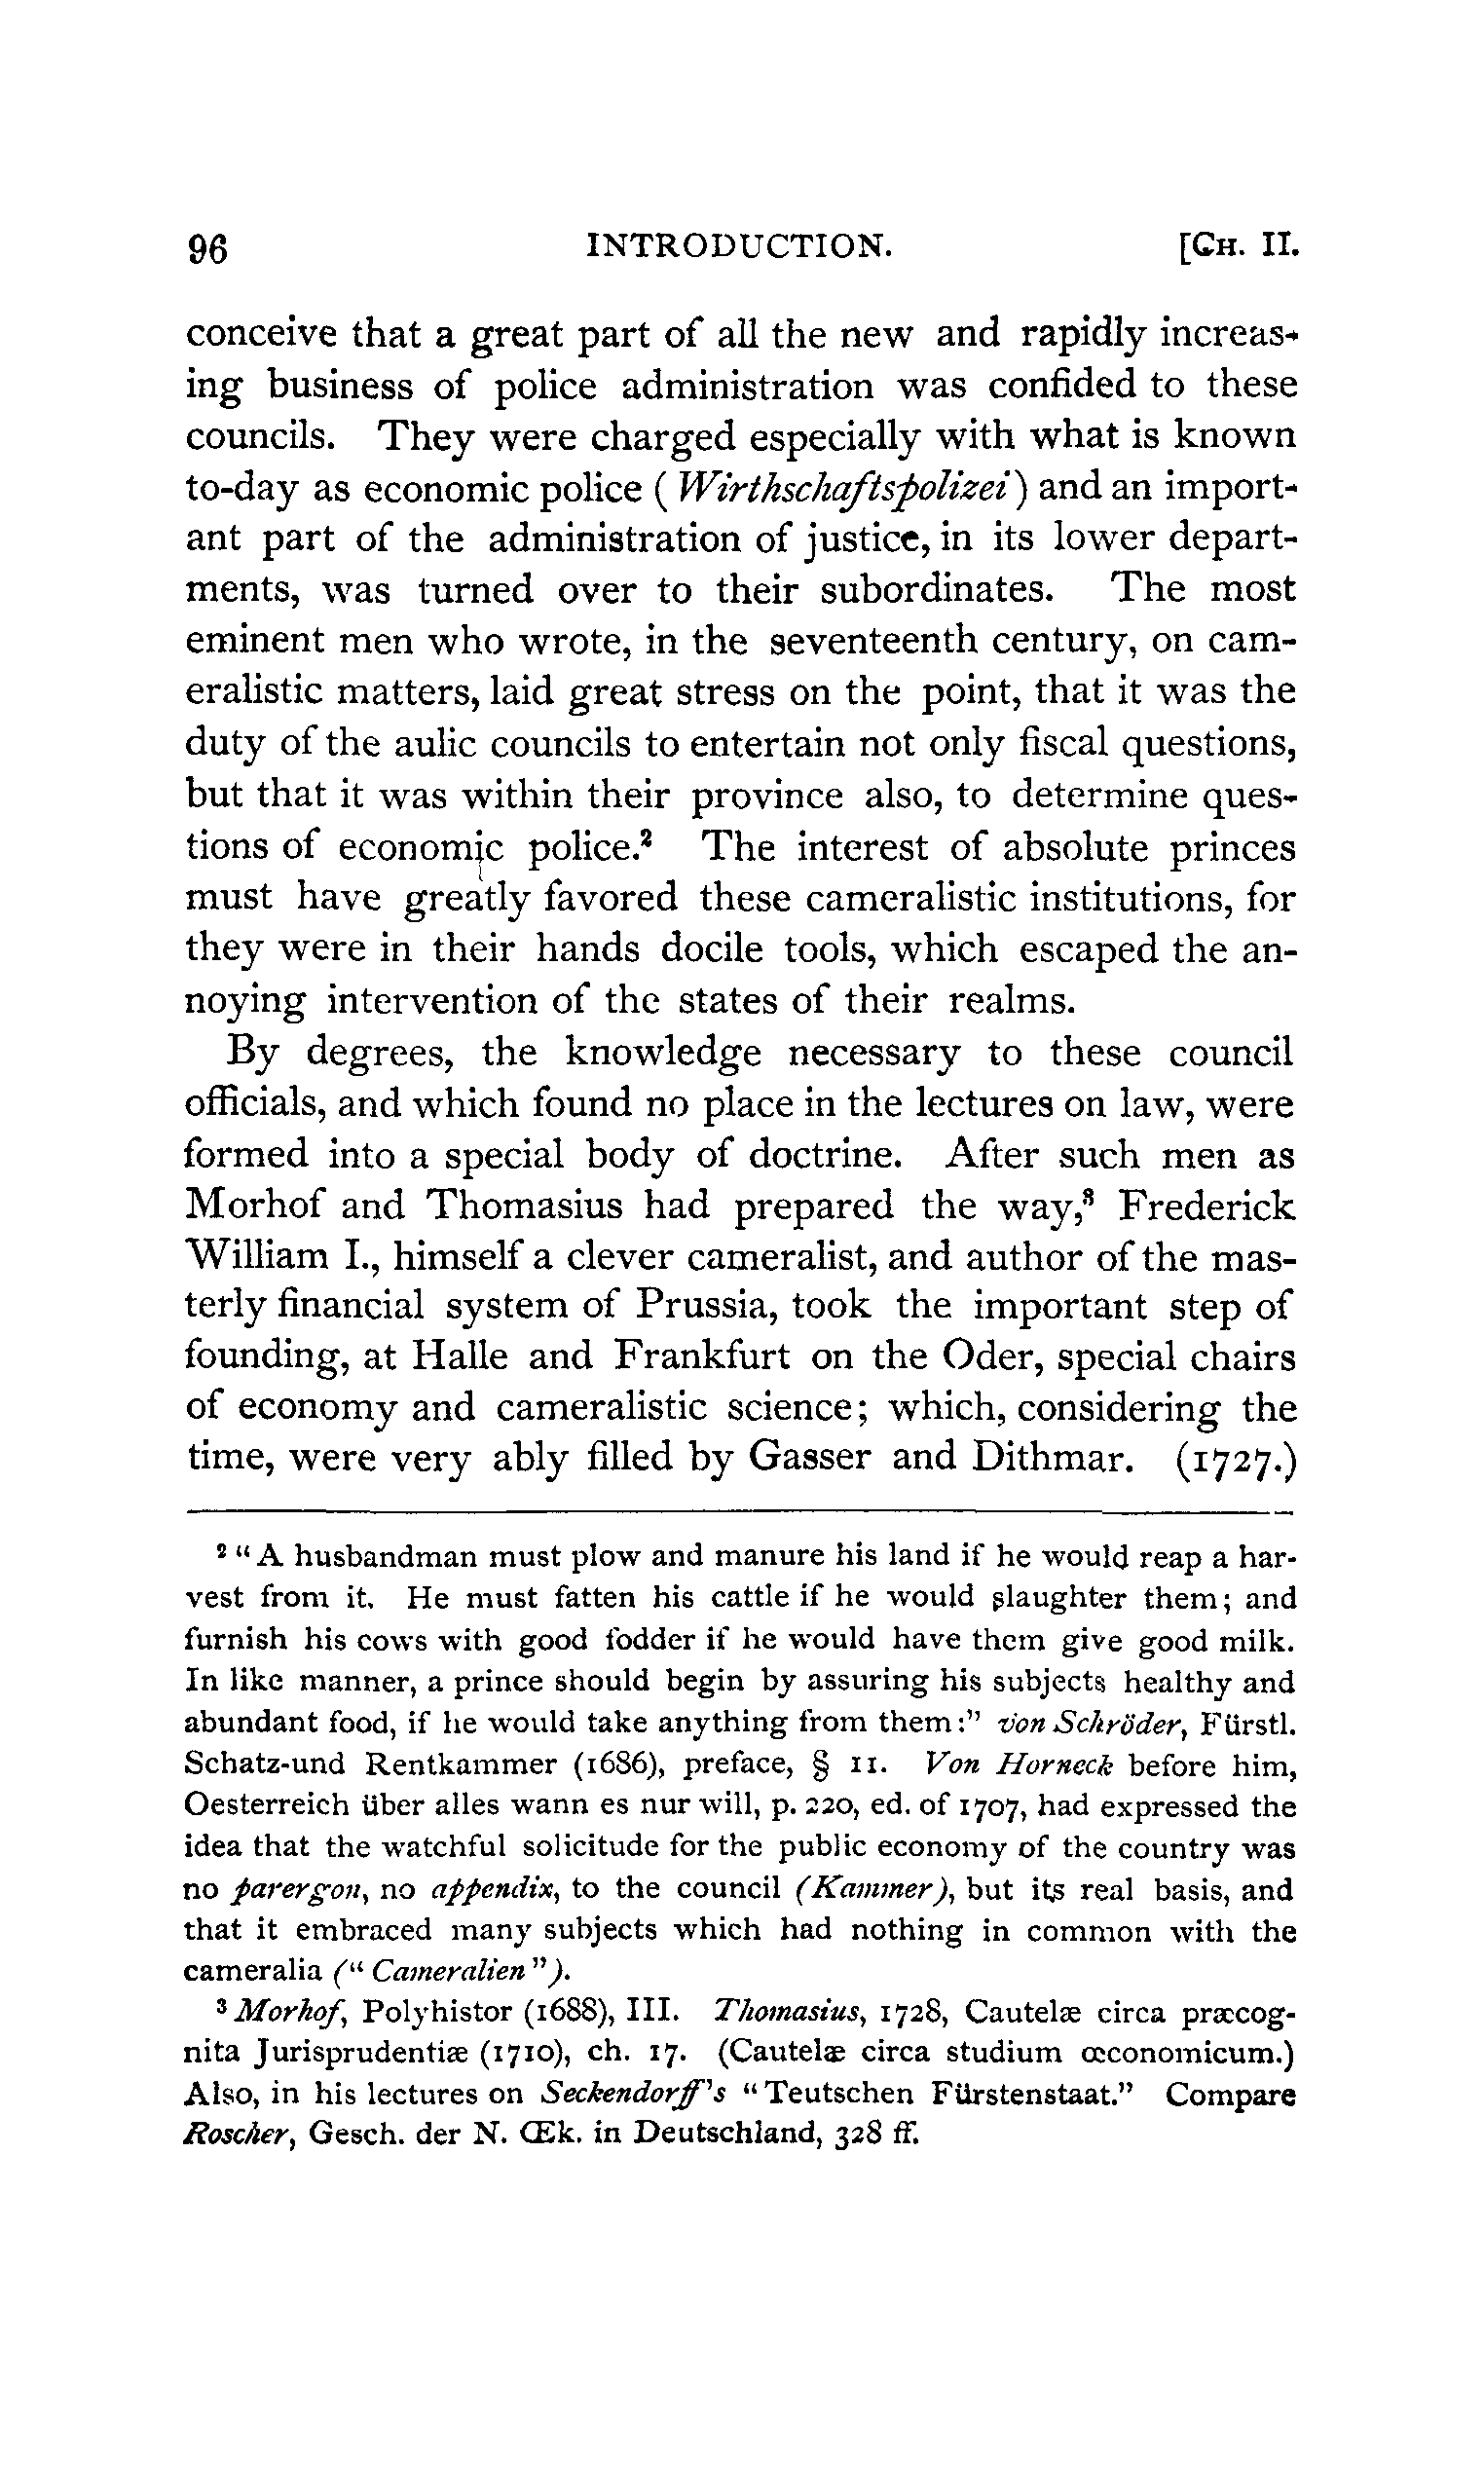 96 INTRODUCTION. [CH. II.
conceive that a great part of all the new and rapidly increas-
ing business of police administration was confided to these
councils. They were charged especially with what is known
to-day as economic police (Wirthschaftspolizei) and an import-
ant part of the administration of justice, in its lower depart-
ments, was turned over to their subordinates. The most
eminent men who wrote, in the seventeenth century, on cam-
eralistic matters, laid great stress on the point, that it was the
duty of the aulic councils to entertain not only fiscal questions,
but that it was within their province also, to determine ques-
tions of economic police.² The interest of absolute princes
must have greatly favored these cameralistic institutions, for
they were in their hands docile tools, which escaped the an-
noying intervention of the states of their realms.
By degrees, the knowledge necessary to these council
officials, and which found no place in the lectures on law, were
formed into a special body of doctrine. After such men as
Morhof and Thomasius had prepared the way,³ Frederick
William I., himself a clever cameralist, and author of the mas-
terly financial system of Prussia, took the important step of
founding, at Halle and Frankfurt on the Oder, special chairs
of economy and cameralistic science; which, considering the
time, were very ably filled by Gasser and Dithmar. (1727.)
² "A husbandman must plow and manure his land if he would reap a har-
vest from it. He must fatten his cattle if he would slaughter them; and
furnish his cows with good fodder if he would have them give good milk.
In like manner, a prince should begin by assuring his subjects healthy and
abundant food, if he would take anything from them:" von Schröder, Fürstl.
Schatz-und Rentkammer (1686), preface, § 11. Von Horneck before him,
Oesterreich über alles wann es nur will, p. 220, ed. of 1707, had expressed the
idea that the watchful solicitude for the public economy of the country was
no parergon, no appendix, to the council (Kammer), but its real basis, and
that it embraced many subjects which had nothing in common with the
cameralia ("Cameralien").
³ Morhof, Polyhistor (1688), III. Thomasius, 1728, Cautelæ circa præcog-
nita Jurisprudentiæ (1710), ch. 17. (Cautelæ circa studium œconomicum.)
Also, in his lectures on Seckendorff's "Teutschen Fürstenstaat." Compare
Roscher, Gesch. der N. Œk. in Deutschland, 328 ff.